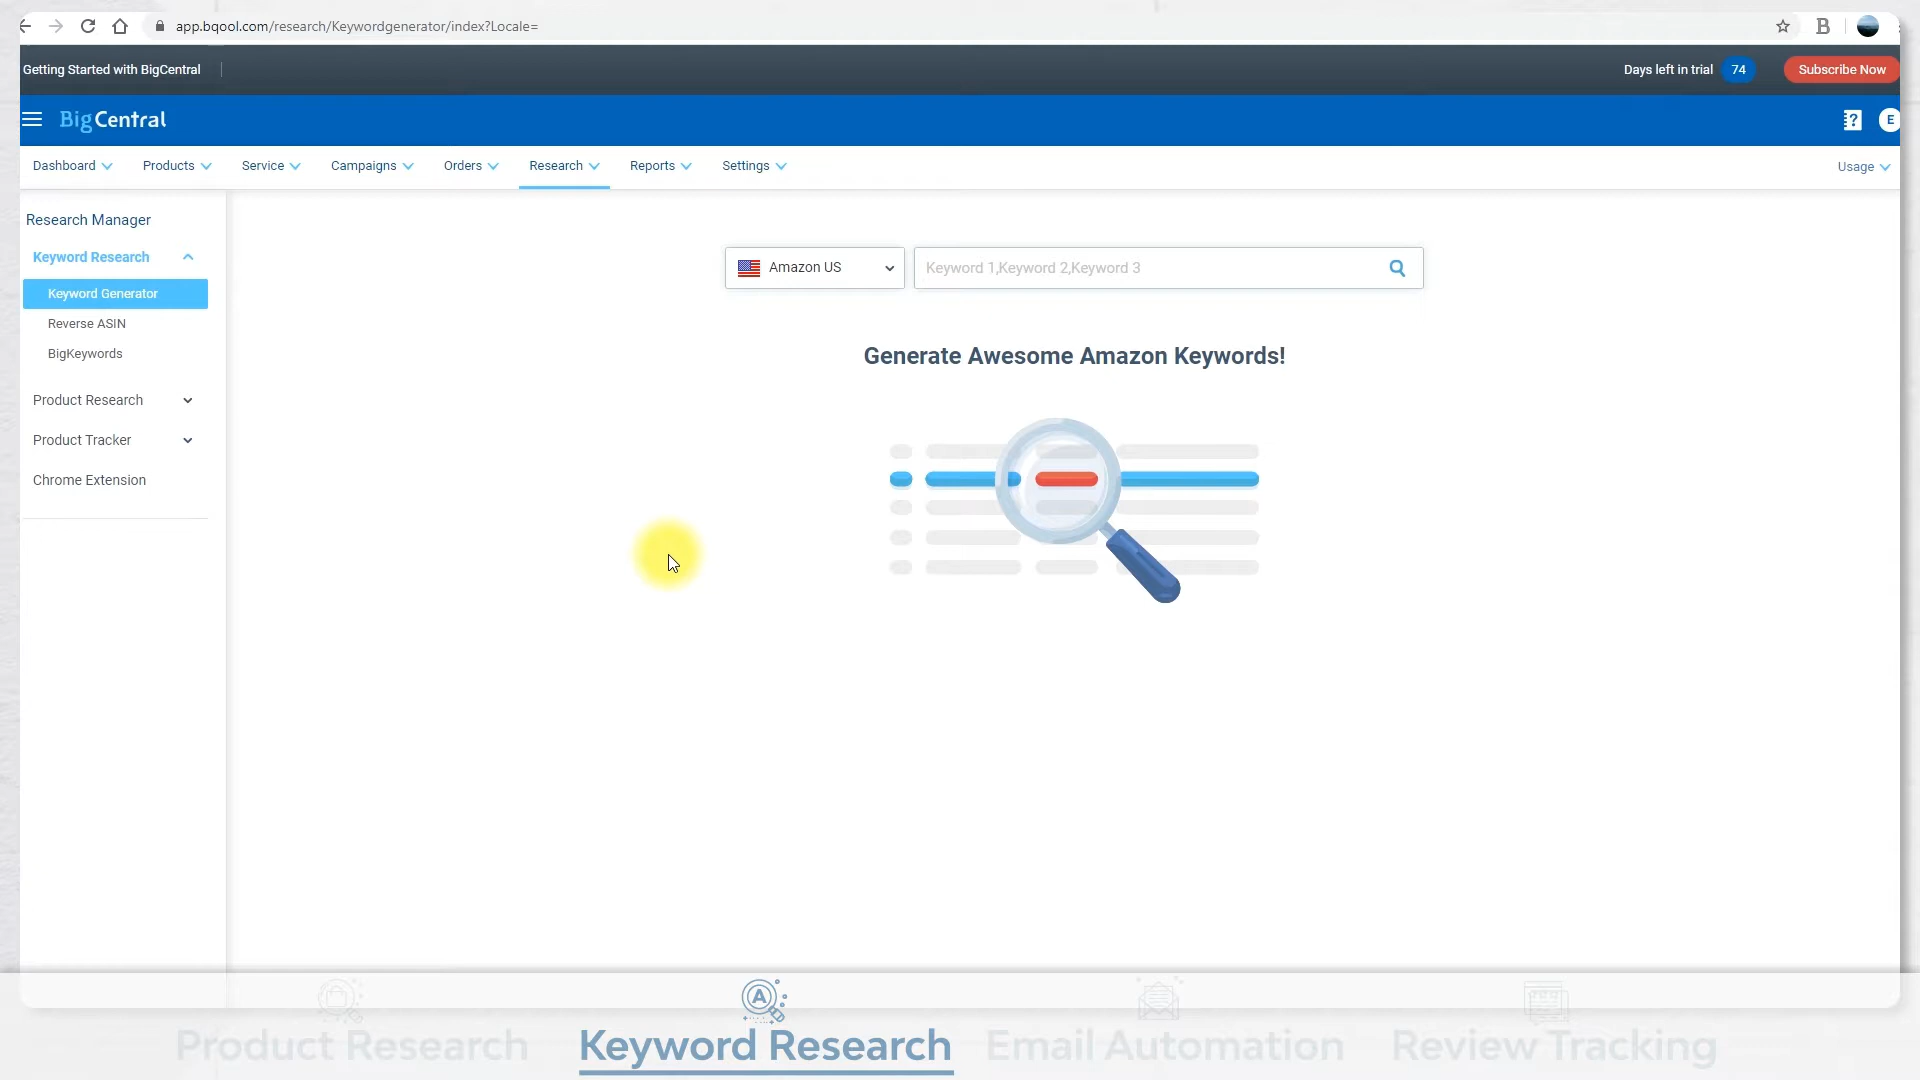 app.bqool.com/research/Keywordgenerator/index?Locale=
B
Getting Started with BigCentral
Days left in trial 74 Subscribe Now
BigCentral
? E
Dashboard Products Service Campaigns Orders Research Reports Settings Usage
Research Manager
Keyword Research
Keyword Generator
Reverse ASIN
BigKeywords
Product Research
Product Tracker
Chrome Extension
Amazon US
Keyword 1,Keyword 2,Keyword 3
Generate Awesome Amazon Keywords!
A
Product Research Keyword Research Email Automation Review Tracking